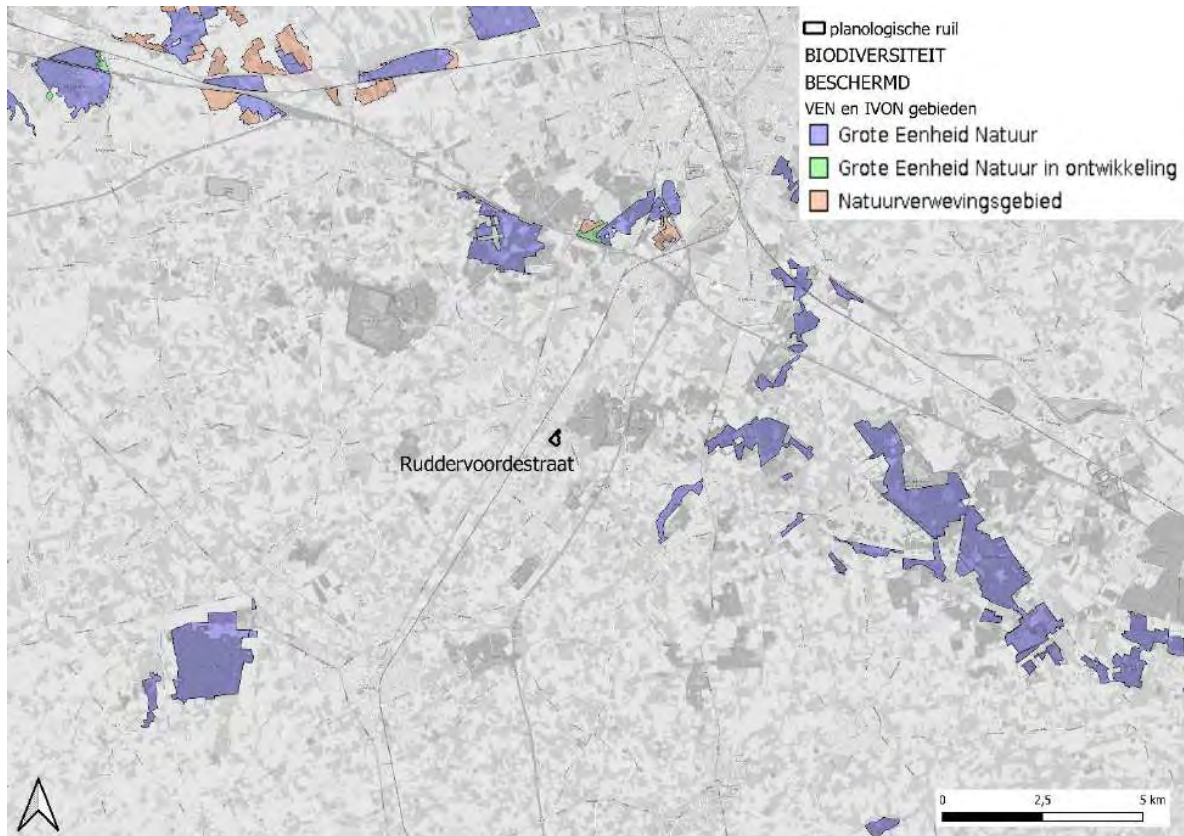 planologische ruil
BIODIVERSITEIT
BESCHERMD
VEN en IVON gebieden
Grote Eenheid Natuur
Grote Eenheid Natuur in ontwikkeling
Natuurverwevingsgebied
Ruddervoordestraat
0 2,5 5 km